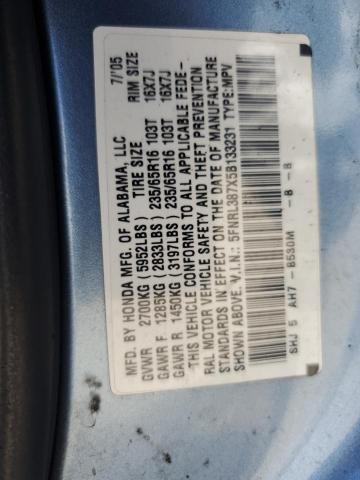 MFD. BY HONDA MFG. OF ALABAMA, LLC 7/'05
TIRE SIZE RIM SIZE
GVWR 2700KG (5952LBS)
GAWR F 1285KG (2833LBS) 235/65R16 103T 16X7J
GAWR R 1450KG (3197LBS) 235/65R16 103T 16X7J
THIS VEHICLE CONFORMS TO ALL APPLICABLE FEDE-
RAL MOTOR VEHICLE SAFETY AND THEFT PREVENTION
STANDARDS IN EFFECT ON THE DATE OF MANUFACTURE
SHOWN ABOVE. V.I.N.: 5FNRL387X5B133231 TYPE:MPV
SHJ 5 AH7 - B530M - B - B